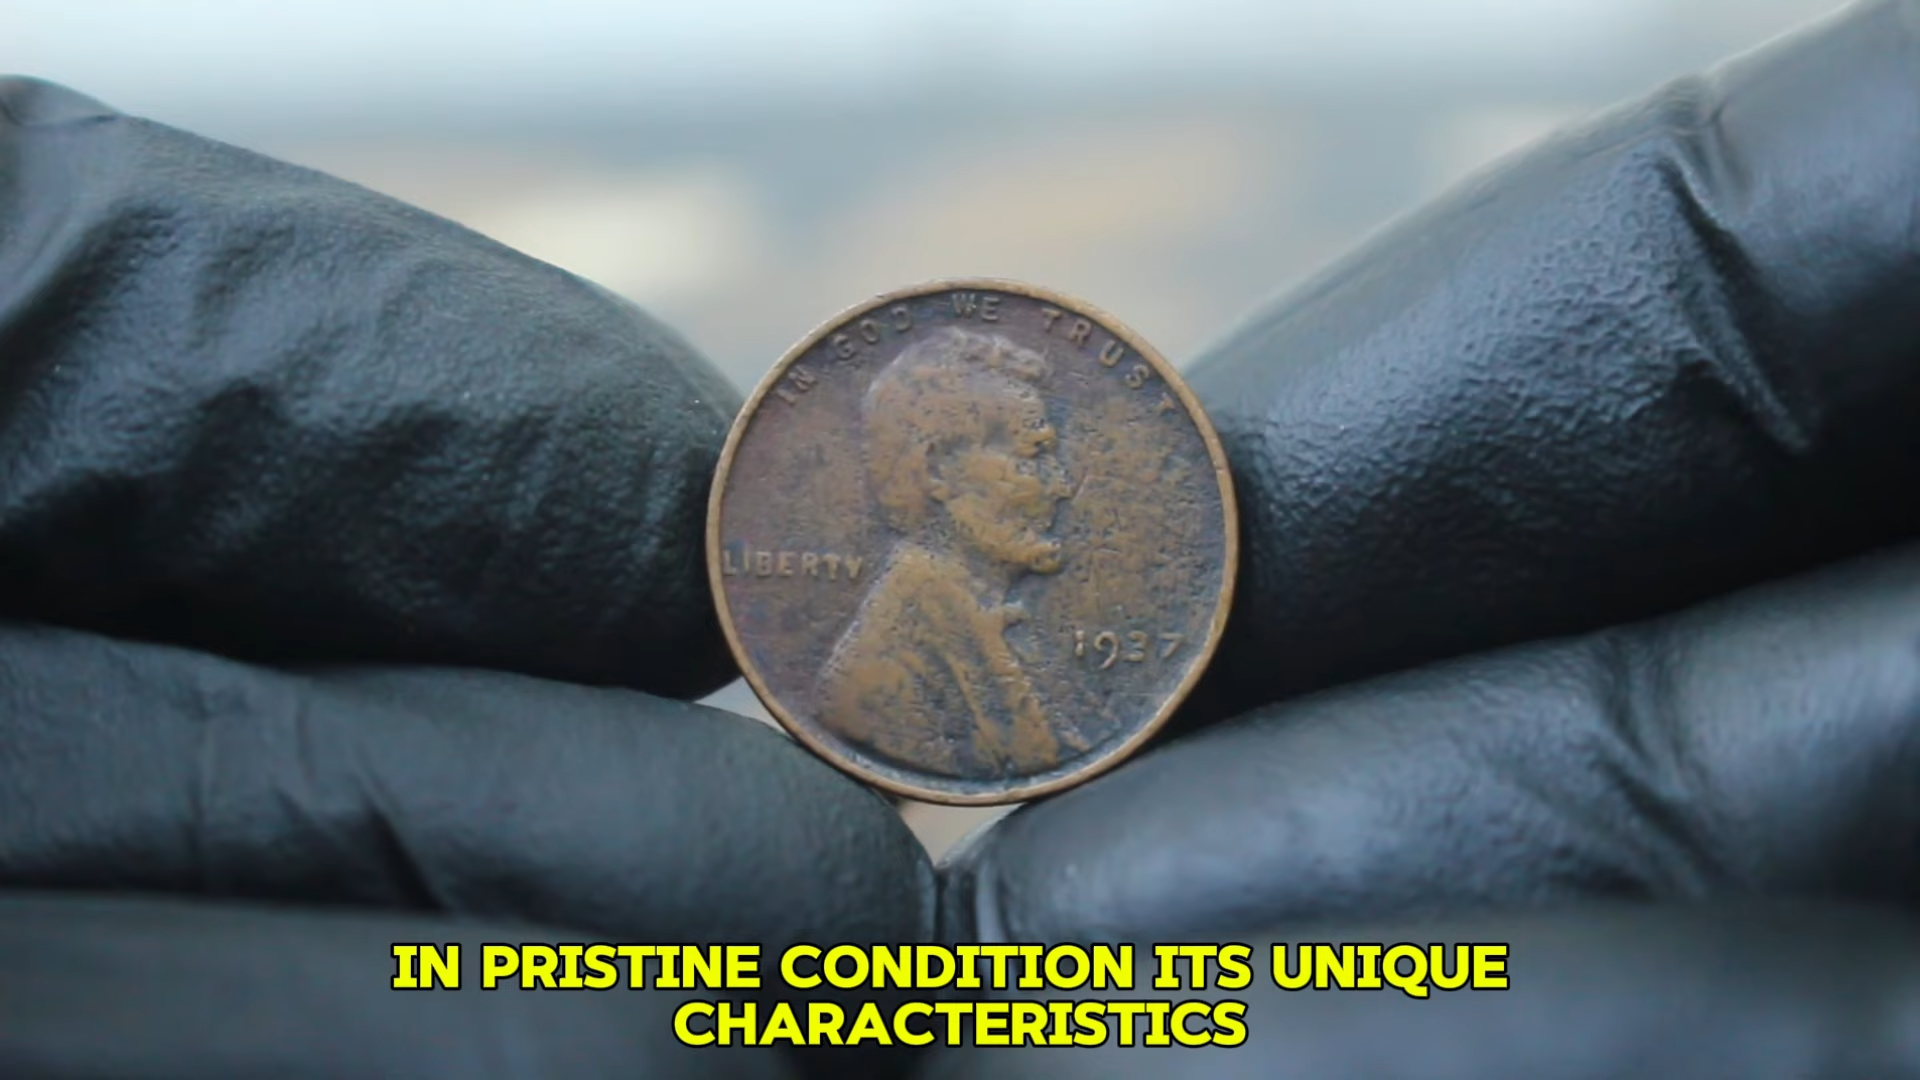 IN GOD WE TRUST
LIBERTY
1937
IN PRISTINE CONDITION ITS UNIQUE
CHARACTERISTICS